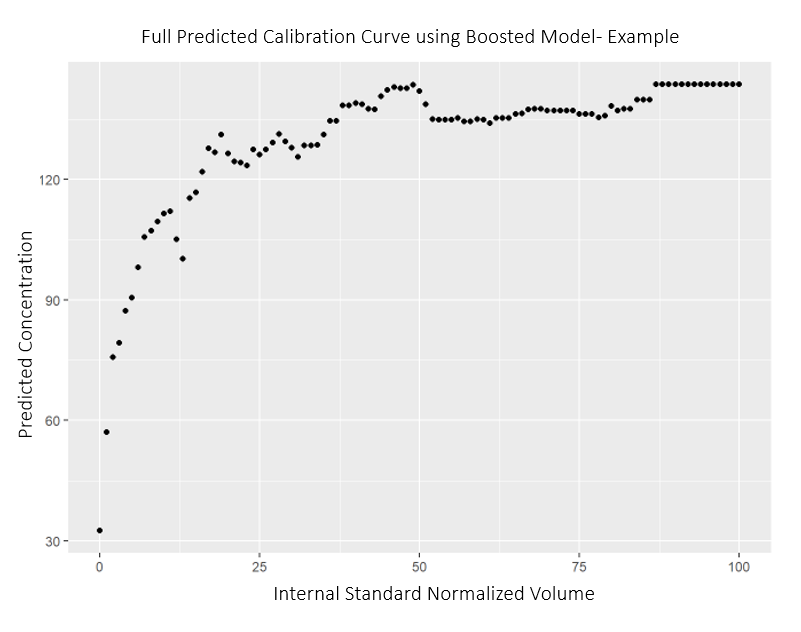 Full Predicted Calibration Curve using Boosted Model- Example
Predicted Concentration
120
90
60
30
0 25 50 75 100
Internal Standard Normalized Volume